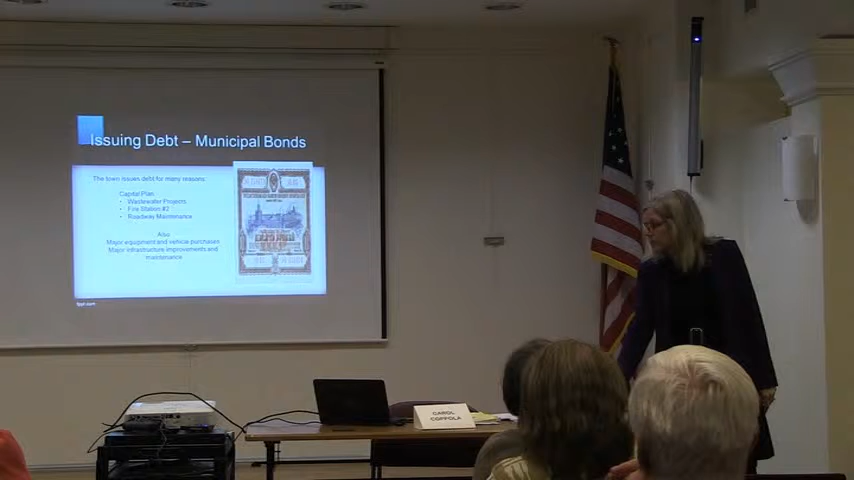 Issuing Debt – Municipal Bonds
The town issues debt for many reasons:
Capital Plan:
• Wastewater Projects
• Fire Station #2
• Roadway Maintenance
Also
Major equipment and vehicle purchases
Major infrastructure improvements and
maintenance
CAROL
COPPOLA